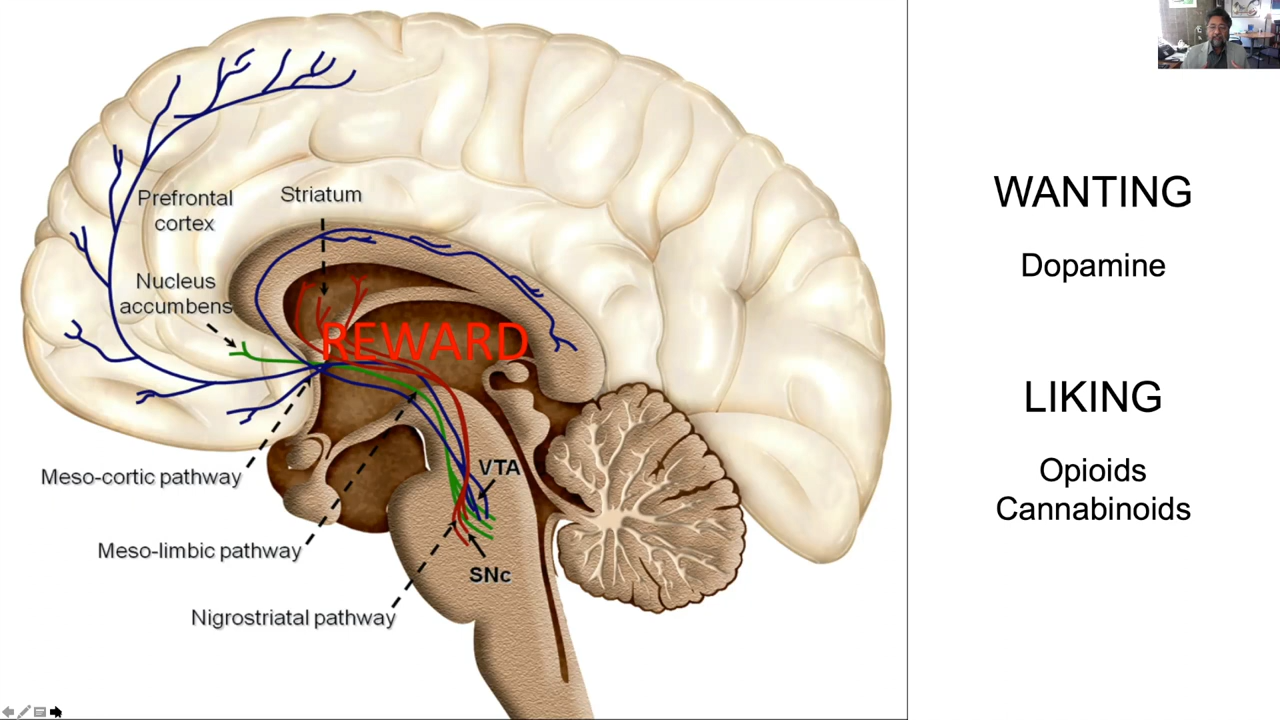 Prefrontal
cortex
Striatum
Nucleus
accumbens
REWARD
Meso-cortic pathway
VTA
Meso-limbic pathway
SNc
Nigrostriatal pathway
WANTING
Dopamine
LIKING
Opioids
Cannabinoids